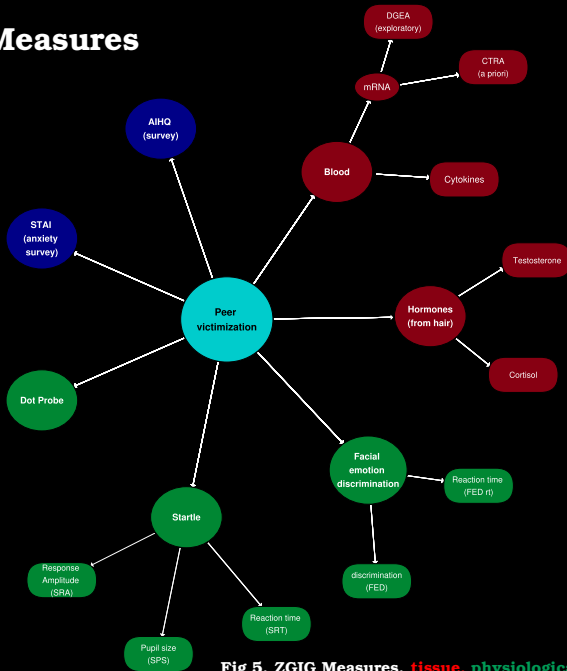 Measures
DGEA
(exploratory)
mRNA
CTRA
(a priori)
AIHQ
(survey)
Blood
Cytokines
STAI
(anxiety
survey)
Testosterone
Peer
victimization
Hormones
(from hair)
Cortisol
Dot Probe
Facial
emotion
discrimination
Reaction time
(FED rt)
Startle
Response
Amplitude
(SRA)
discrimination
(FED)
Reaction time
(SRT)
Pupil size
(SPS)
Fig 5. ZGIG Measures. tissue, physiologic